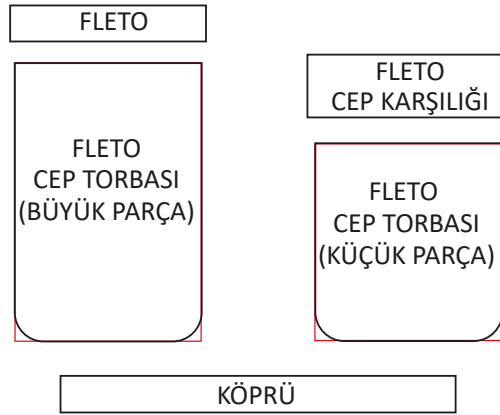 FLETO
FLETO
CEP TORBASI
(BÜYÜK PARÇA)
FLETO
CEP KARŞILIĞI
FLETO
CEP TORBASI
(KÜÇÜK PARÇA)
KÖPRÜ